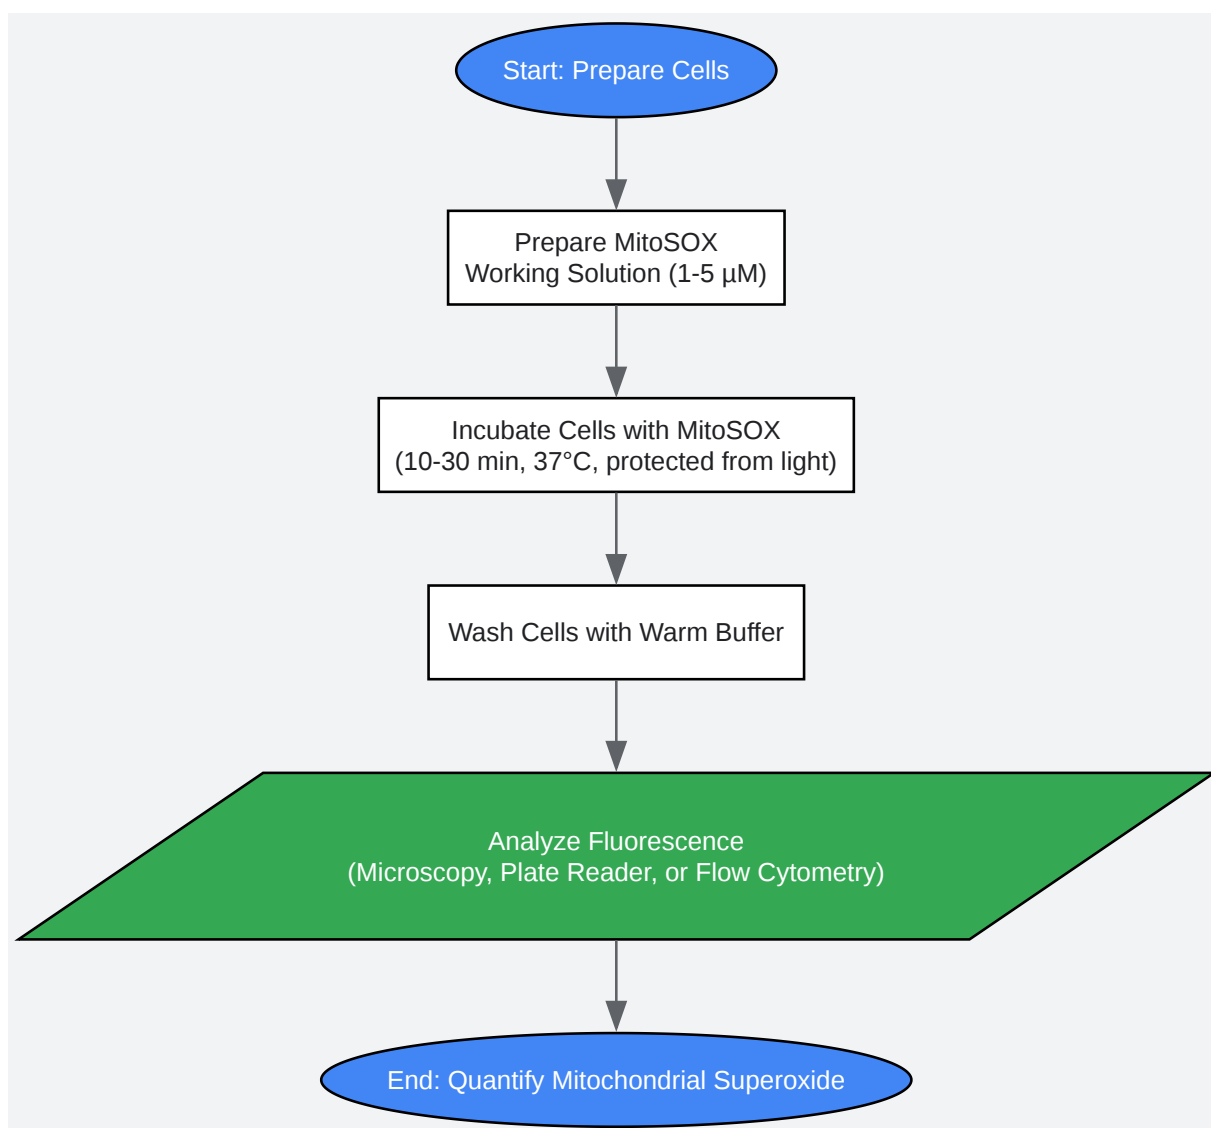 Start: Prepare Cells
Prepare MitoSOX
Working Solution (1-5 µM)
Incubate Cells with MitoSOX
(10-30 min, 37°C, protected from light)
Wash Cells with Warm Buffer
Analyze Fluorescence
(Microscopy, Plate Reader, or Flow Cytometry)
End: Quantify Mitochondrial Superoxide